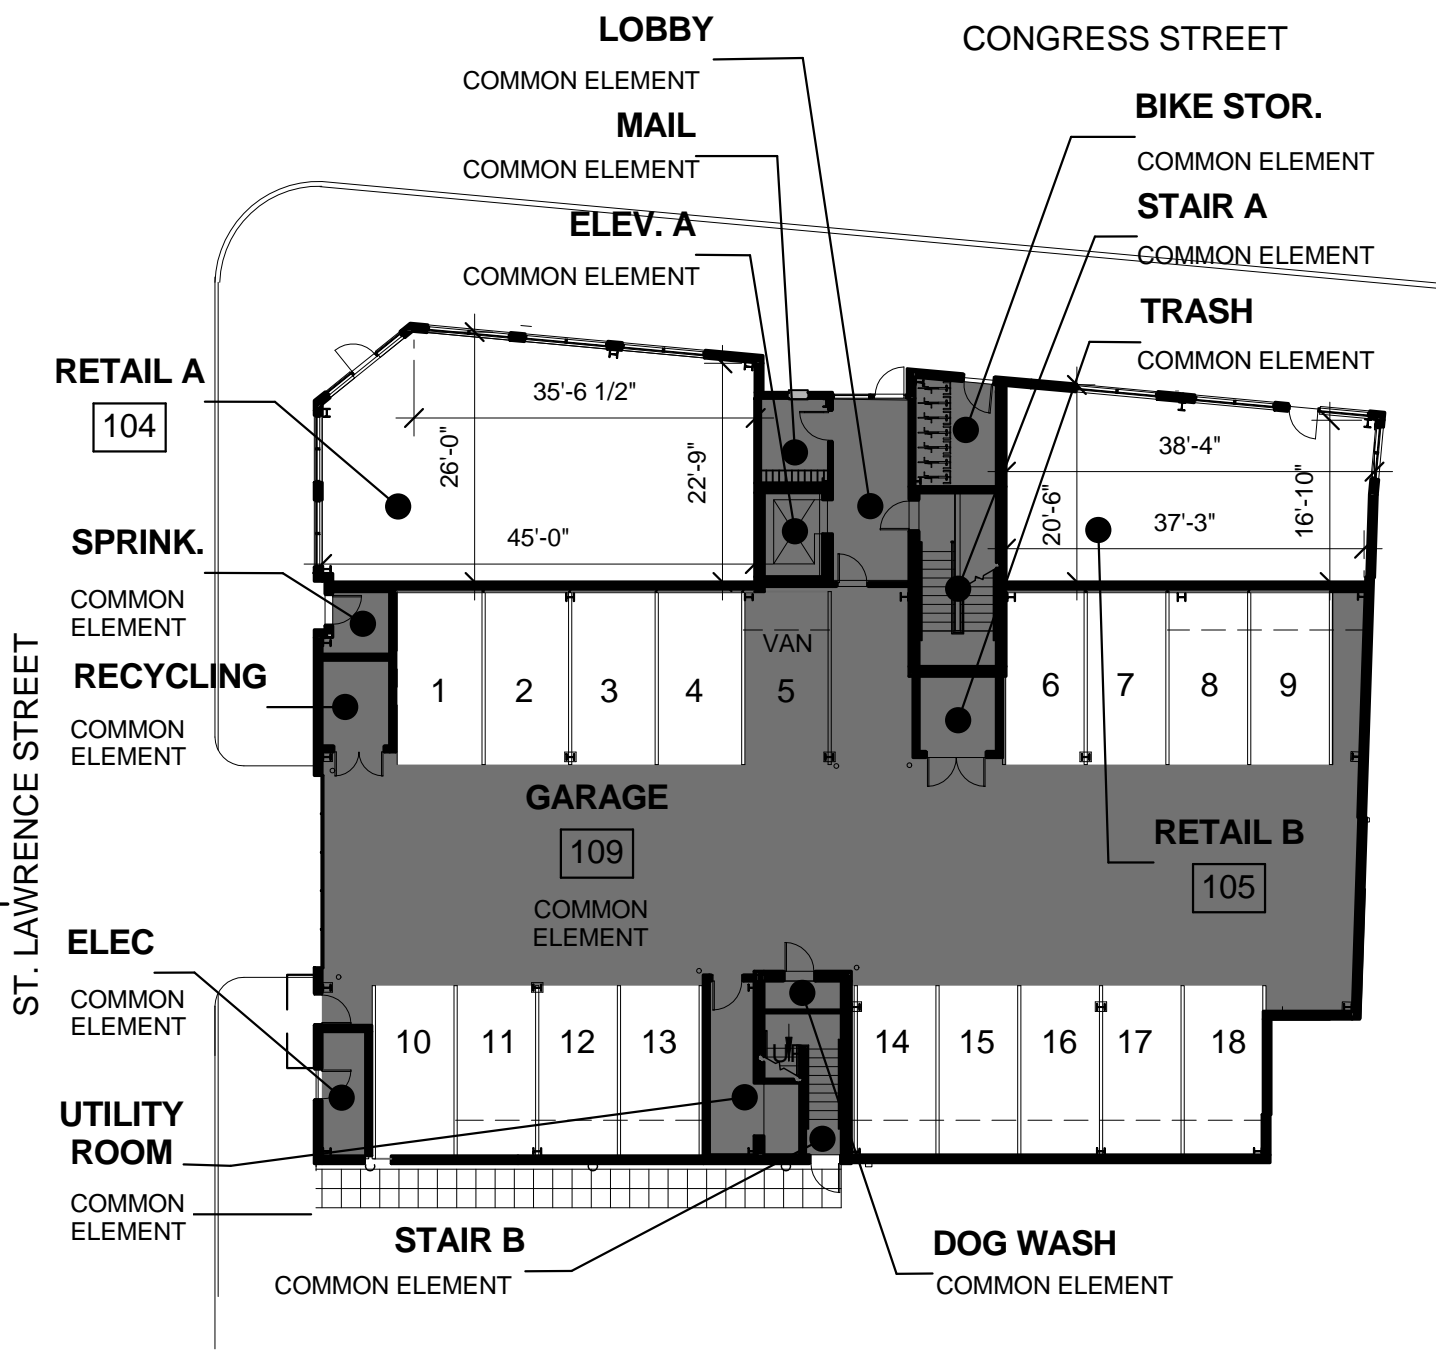 LOBBY
COMMON ELEMENT
CONGRESS STREET
MAIL
COMMON ELEMENT
BIKE STOR.
COMMON ELEMENT
ELEV. A
COMMON ELEMENT
STAIR A
COMMON ELEMENT
TRASH
COMMON ELEMENT
RETAIL A
104
35'-6 1/2"
26'-0"
22'-9"
45'-0"
38'-4"
20'-6"
37'-3"
16'-10"
SPRINK.
COMMON
ELEMENT
RECYCLING
COMMON
ELEMENT
ST. LAWRENCE STREET
VAN
1 2 3 4 5 6 7 8 9
GARAGE
109
COMMON
ELEMENT
RETAIL B
105
ELEC
COMMON
ELEMENT
10 11 12 13 14 15 16 17 18
UTILITY
ROOM
COMMON
ELEMENT
STAIR B
COMMON ELEMENT
DOG WASH
COMMON ELEMENT